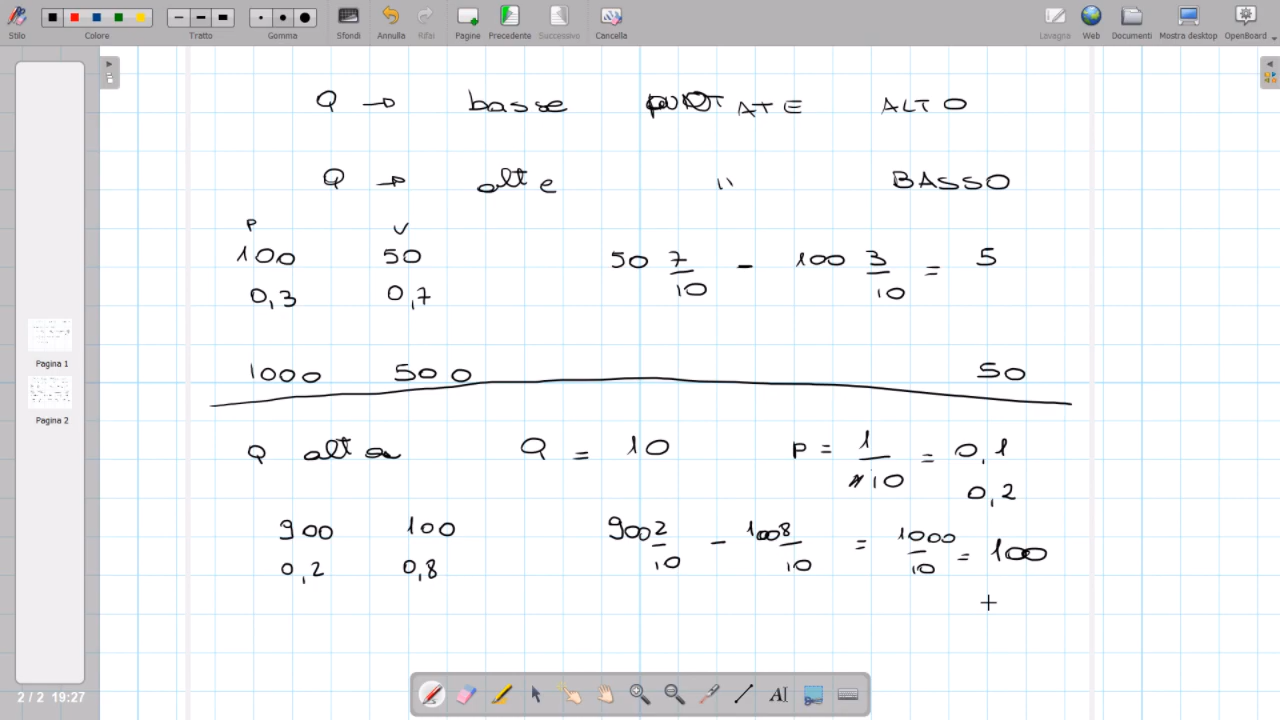 Stilo Colore Tratto Gomma Sfondi Annulla Rifai Pagine Precedente Successivo Cancella Lavagna Web Documenti Mostra desktop OpenBoard
Q → basse ATE ALTO
Q → alte " BASSO
P V
100 50 50 7/10 - 100 3/10 = 5
0,3 0,7
1000 500 50
Q alta Q = 10 P = 1/10 = 0,1
0,2
900 100 900 2/10 - 100 8/10 = 1000/10 = 100
0,2 0,8
+
Pagina 1
Pagina 2
2 / 2 19:27
AI